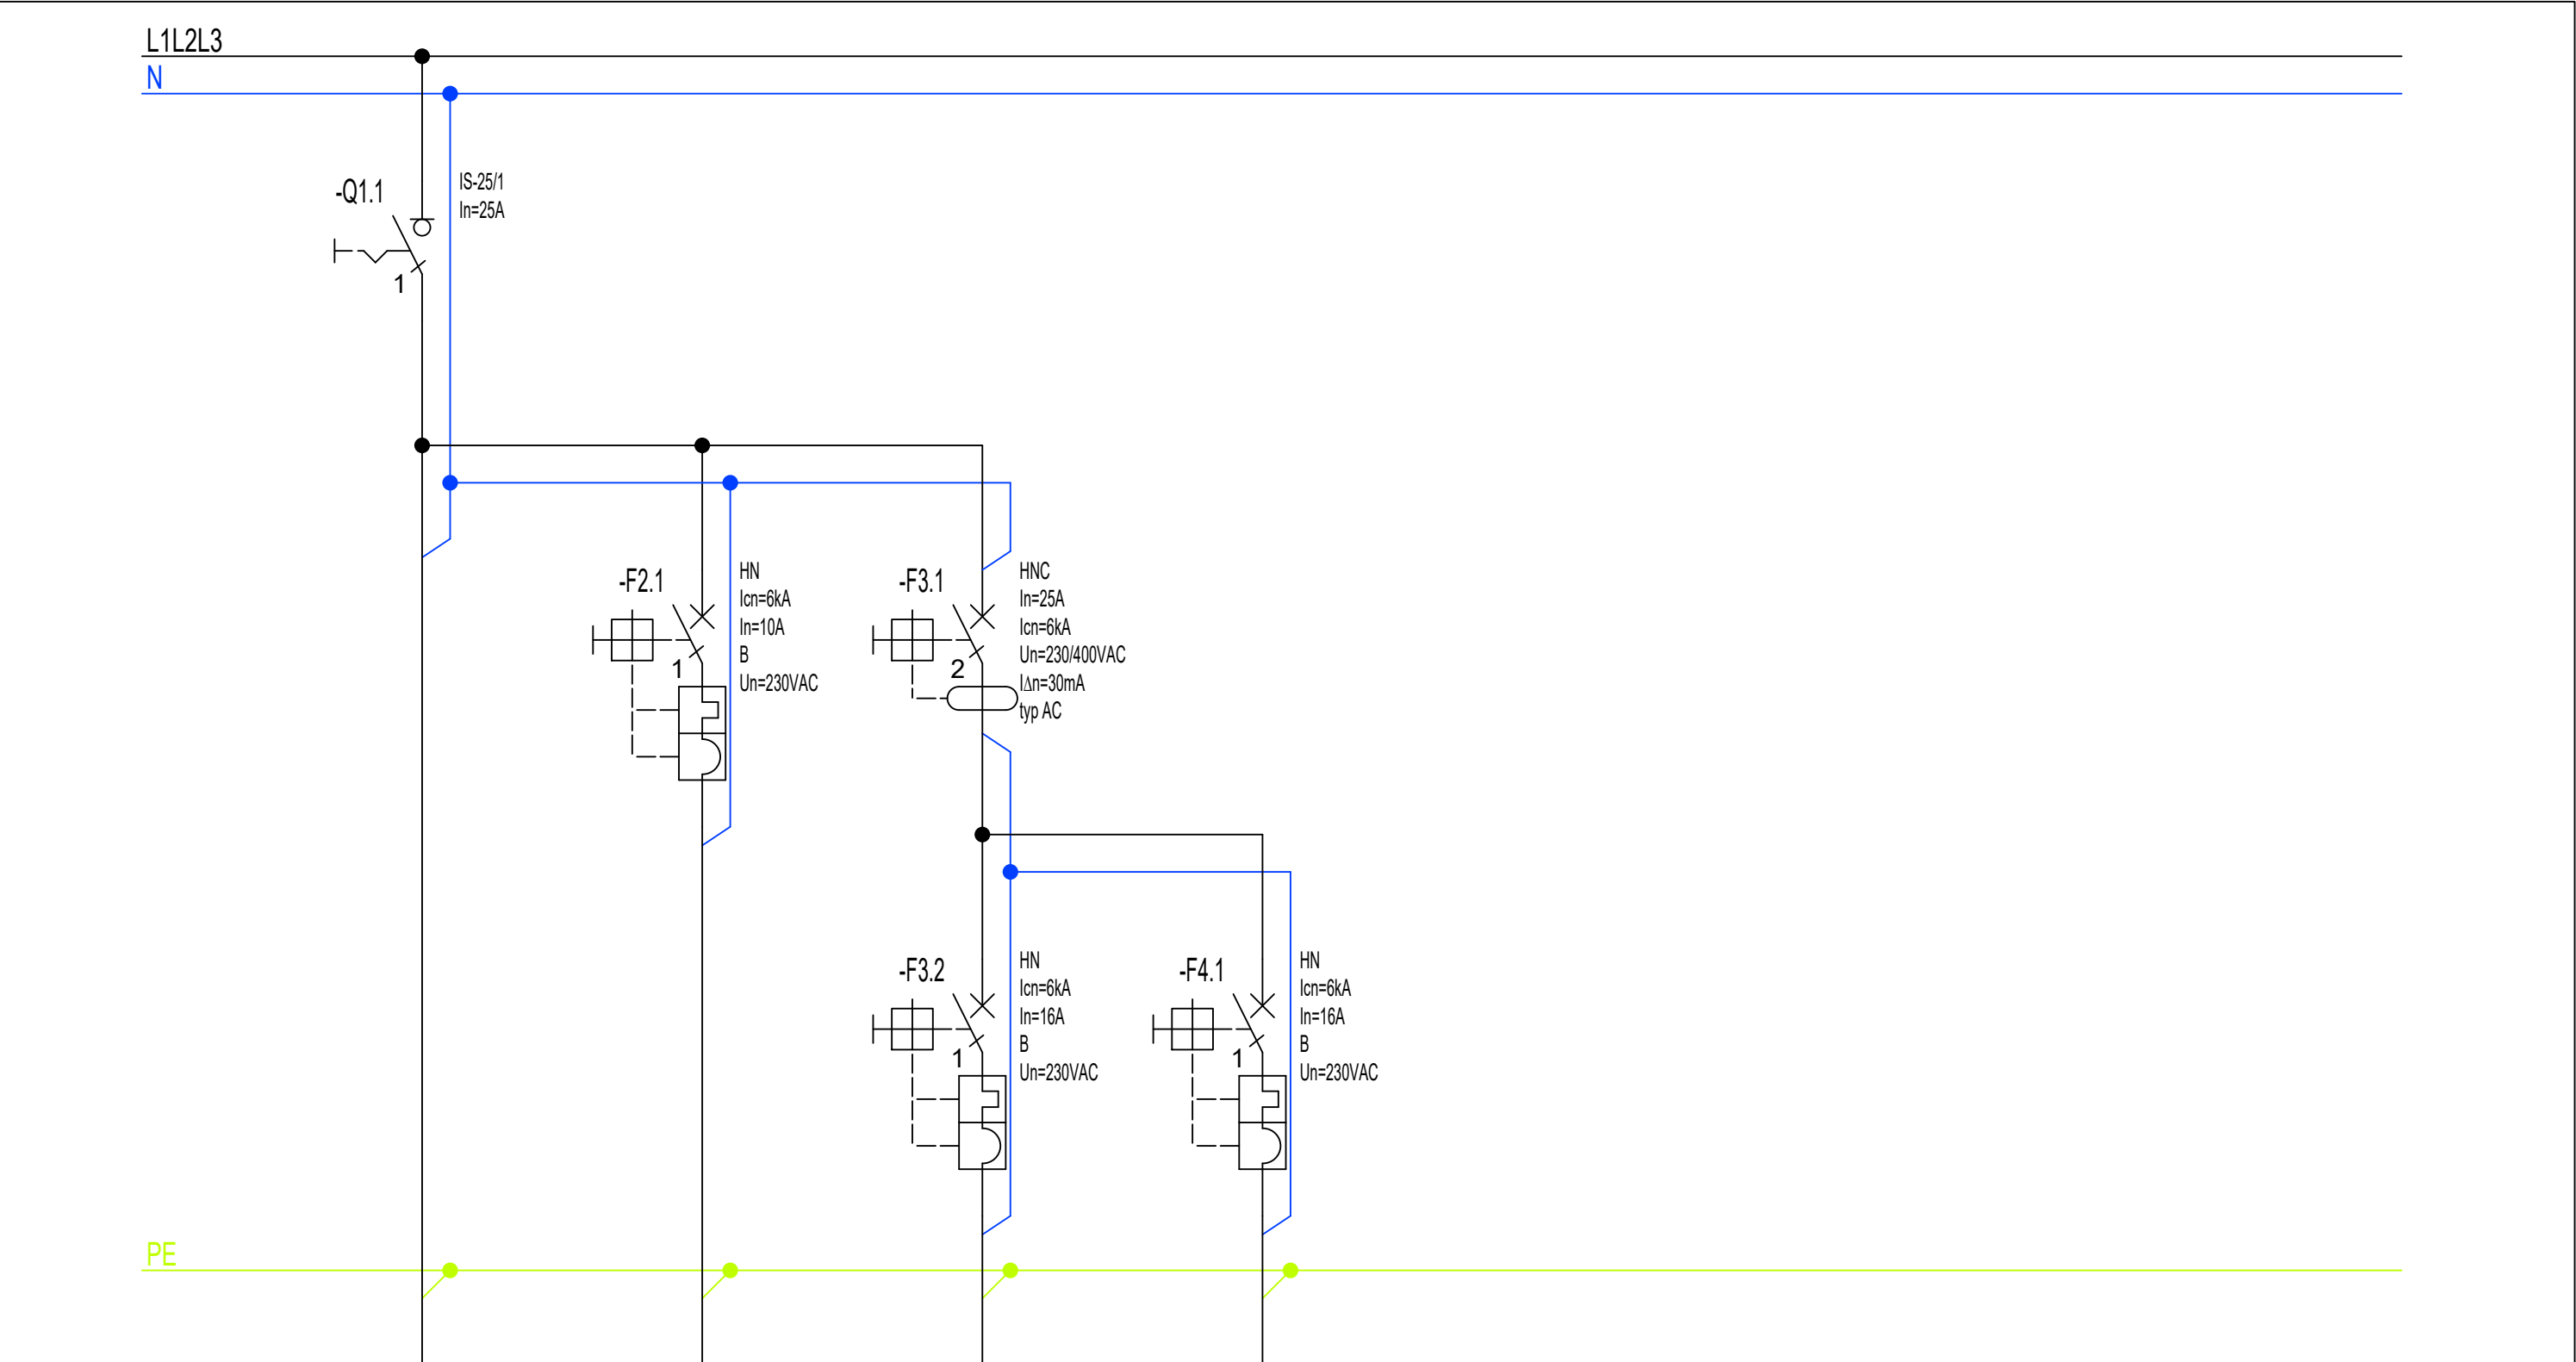 L1L2L3
N
-Q1.1
IS-25/1
In=25A
1
-F2.1
HN
Icn=6kA
In=10A
B
Un=230VAC
1
-F3.1
HNC
In=25A
Icn=6kA
Un=230/400VAC
IΔn=30mA
typ AC
2
-F3.2
HN
Icn=6kA
In=16A
B
Un=230VAC
1
-F4.1
HN
Icn=6kA
In=16A
B
Un=230VAC
1
PE